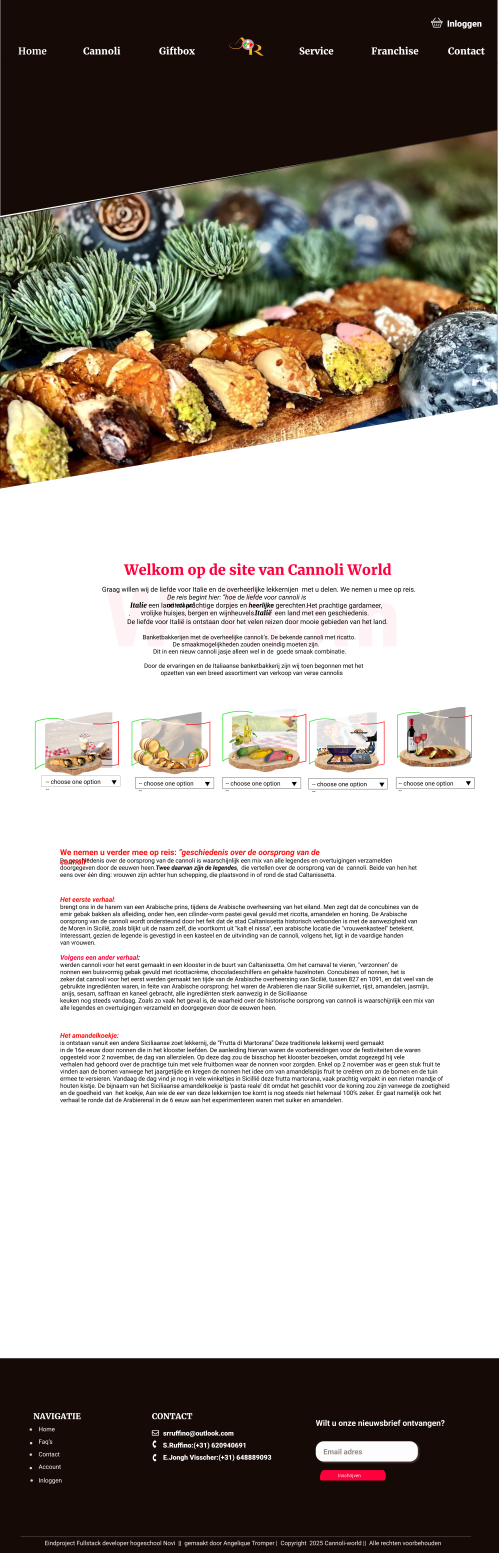 Inloggen
Home Cannoli Giftbox Service Franchise Contact
Welkom op de site van Cannoli World
Graag willen wij de liefde voor Italie en de overheerlijke lekkernijen met u delen. We nemen u mee op reis.
De reis begint hier: "hoe de liefde voor cannoli is
Italië een land prachtige dorpjes en heerlijke gerechten.Het prachtige gardameer,
. vrolijke huisjes, bergen en wijnheuvels.Italië een land met een geschiedenis.
De liefde voor Italië is ontstaan door het velen reizen door mooie gebieden van het land.
Banketbakkerijen met de overheelijke cannoli's. De bekende cannoli met ricatto.
De smaakmogelijkheden zouden oneindig moeten zijn.
Dit in een nieuw cannoli jasje alleen wel in de goede smaak combinatie.
Door de ervaringen en de Italiaanse banketbakkerij zijn wij toen begonnen met het
opzetten van een breed assortiment van verkoop van verse cannolis
-- choose one option
--
-- choose one option
--
-- choose one option
--
-- choose one option
--
-- choose one option
--
We nemen u verder mee op reis: "geschiedenis over de oorsprong van de
De geschiedenis over de oorsprong van de cannoli is waarschijnlijk een mix van alle legendes en overtuigingen verzamelden
doorgegeven door de eeuwen heen.Twee daarvan zijn de legendes, die vertellen over de oorsprong van de cannoli. Beide van hen het
eens over één ding: vrouwen zijn achter hun schepping, die plaatsvond in of rond de stad Caltanissetta.
Het eerste verhaal:
brengt ons in de harem van een Arabische prins, tijdens de Arabische overheersing van het eiland. Men zegt dat de concubines van de
emir gebak bakken als afleiding, onder hen, een cilinder-vorm pastei geval gevuld met ricotta, amandelen en honing. De Arabische
oorsprong van de cannoli wordt ondersteund door het feit dat de stad Caltanissetta historisch verbonden is met de aanwezigheid van
de Moren in Sicilië, zoals blijkt uit de naam zelf, die voortkomt uit "kalt el nissa", een arabische locatie die "vrouwenkasteel" betekent.
Interessant, gezien de legende is gevestigd in een kasteel en de uitvinding van de cannoli, volgens het, ligt in de vaardige handen
van vrouwen.
Volgens een ander verhaal:
werden cannoli voor het eerst gemaakt in een klooster in de buurt van Caltanissetta. Om het carnaval te vieren, "verzonnen" de
nonnen een buisvormig gebak gevuld met ricottacrème, chocoladeschilfers en gehakte hazelnoten. Concubines of nonnen, het is
zeker dat cannoli voor het eerst werden gemaakt ten tijde van de Arabische overheersing van Sicilië, tussen 827 en 1091, en dat veel van de
gebruikte ingrediënten waren, in feite van Arabische oorsprong: het waren de Arabieren die naar Sicilië suikerriet, rijst, amandelen, jasmijn,
anijs, sesam, saffraan en kaneel gebracht, alle ingrediënten sterk aanwezig in de Siciliaanse
keuken nog steeds vandaag. Zoals zo vaak het geval is, de waarheid over de historische oorsprong van cannoli is waarschijnlijk een mix van
alle legendes en overtuigingen verzameld en doorgegeven door de eeuwen heen.
Het amandelkoekje:
is ontstaan vanuit een andere Siciliaanse zoet lekkernij, de "Frutta di Martorana" Deze traditionele lekkernij werd gemaakt
in de 16e eeuw door nonnen die in het klooster leefden. De aanleiding hiervan waren de voorbereidingen voor de festiviteiten die waren
opgesteld voor 2 november, de dag van allerzielen. Op deze dag zou de bisschop het klooster bezoeken, omdat zogezegd hij vele
verhalen had gehoord over de prachtige tuin met vele fruitbomen waar de nonnen voor zorgden. Enkel op 2 november was er geen stuk fruit te
vinden aan de bomen vanwege het jaargetijde en kregen de nonnen het idee om van amandelspijs fruit te creëren om zo de bomen en de tuin
ermee te versieren. Vandaag de dag vind je nog in vele winkeltjes in Sicilië deze frutta martorana, vaak prachtig verpakt in een rieten mandje of
houten kistje. De bijnaam van het Siciliaanse amandelkoekje is 'pasta reale' dit omdat het geschikt voor de koning zou zijn vanwege de zoetigheid
en de goedheid van het koekje, Aan wie de eer van deze lekkernijen toe komt is nog steeds niet helemaal 100% zeker. Er gaat namelijk ook het
verhaal te ronde dat de Arabierenal in de 6 eeuw aan het experimenteren waren met suiker en amandelen.
NAVIGATIE
Home
Faq's
Contact
Account
Inloggen
CONTACT
srruffino@outlook.com
S.Ruffino:(+31) 620940691
E.Jongh Visscher:(+31) 648889093
Wilt u onze nieuwsbrief ontvangen?
Email adres
Inschrijven
Eindproject Fullstack developer hogeschool Novi || gemaakt door Angelique Tromper | Copyright 2025 Cannoli-world || Alle rechten voorbehouden